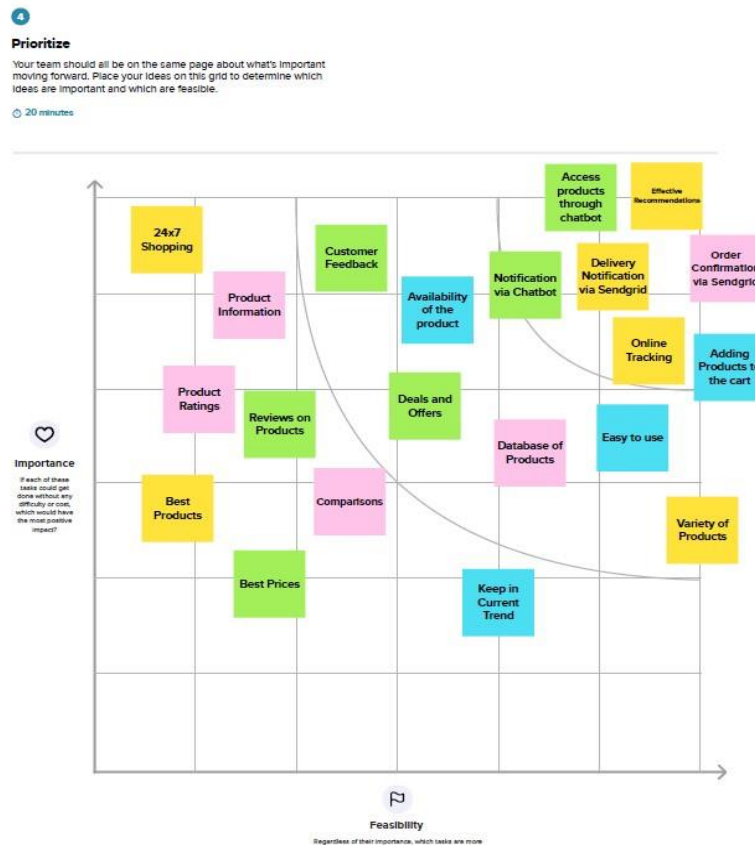 4
Prioritize
Your team should all be on the same page about what's important
moving forward. Place your ideas on this grid to determine which
ideas are important and which are feasible.
20 minutes
Access
products
through
chatbot
Effective
Recommendations
24x7
Shopping
Customer
Feedback
Notification
via Chatbot
Delivery
Notification
via Sendgrid
Order
Confirmation
via Sendgrid
Product
Information
Availability
of the
product
Online
Tracking
Adding
Products to
the cart
Product
Ratings
Reviews on
Products
Deals and
Offers
Database of
Products
Easy to use
Importance
If each of these
tasks could get
done without any
difficulty or cost,
which would have
the most positive
impact?
Best
Products
Comparisons
Variety of
Products
Best Prices
Keep in
Current
Trend
Feasibility
Regardless of their importance, which tasks are more